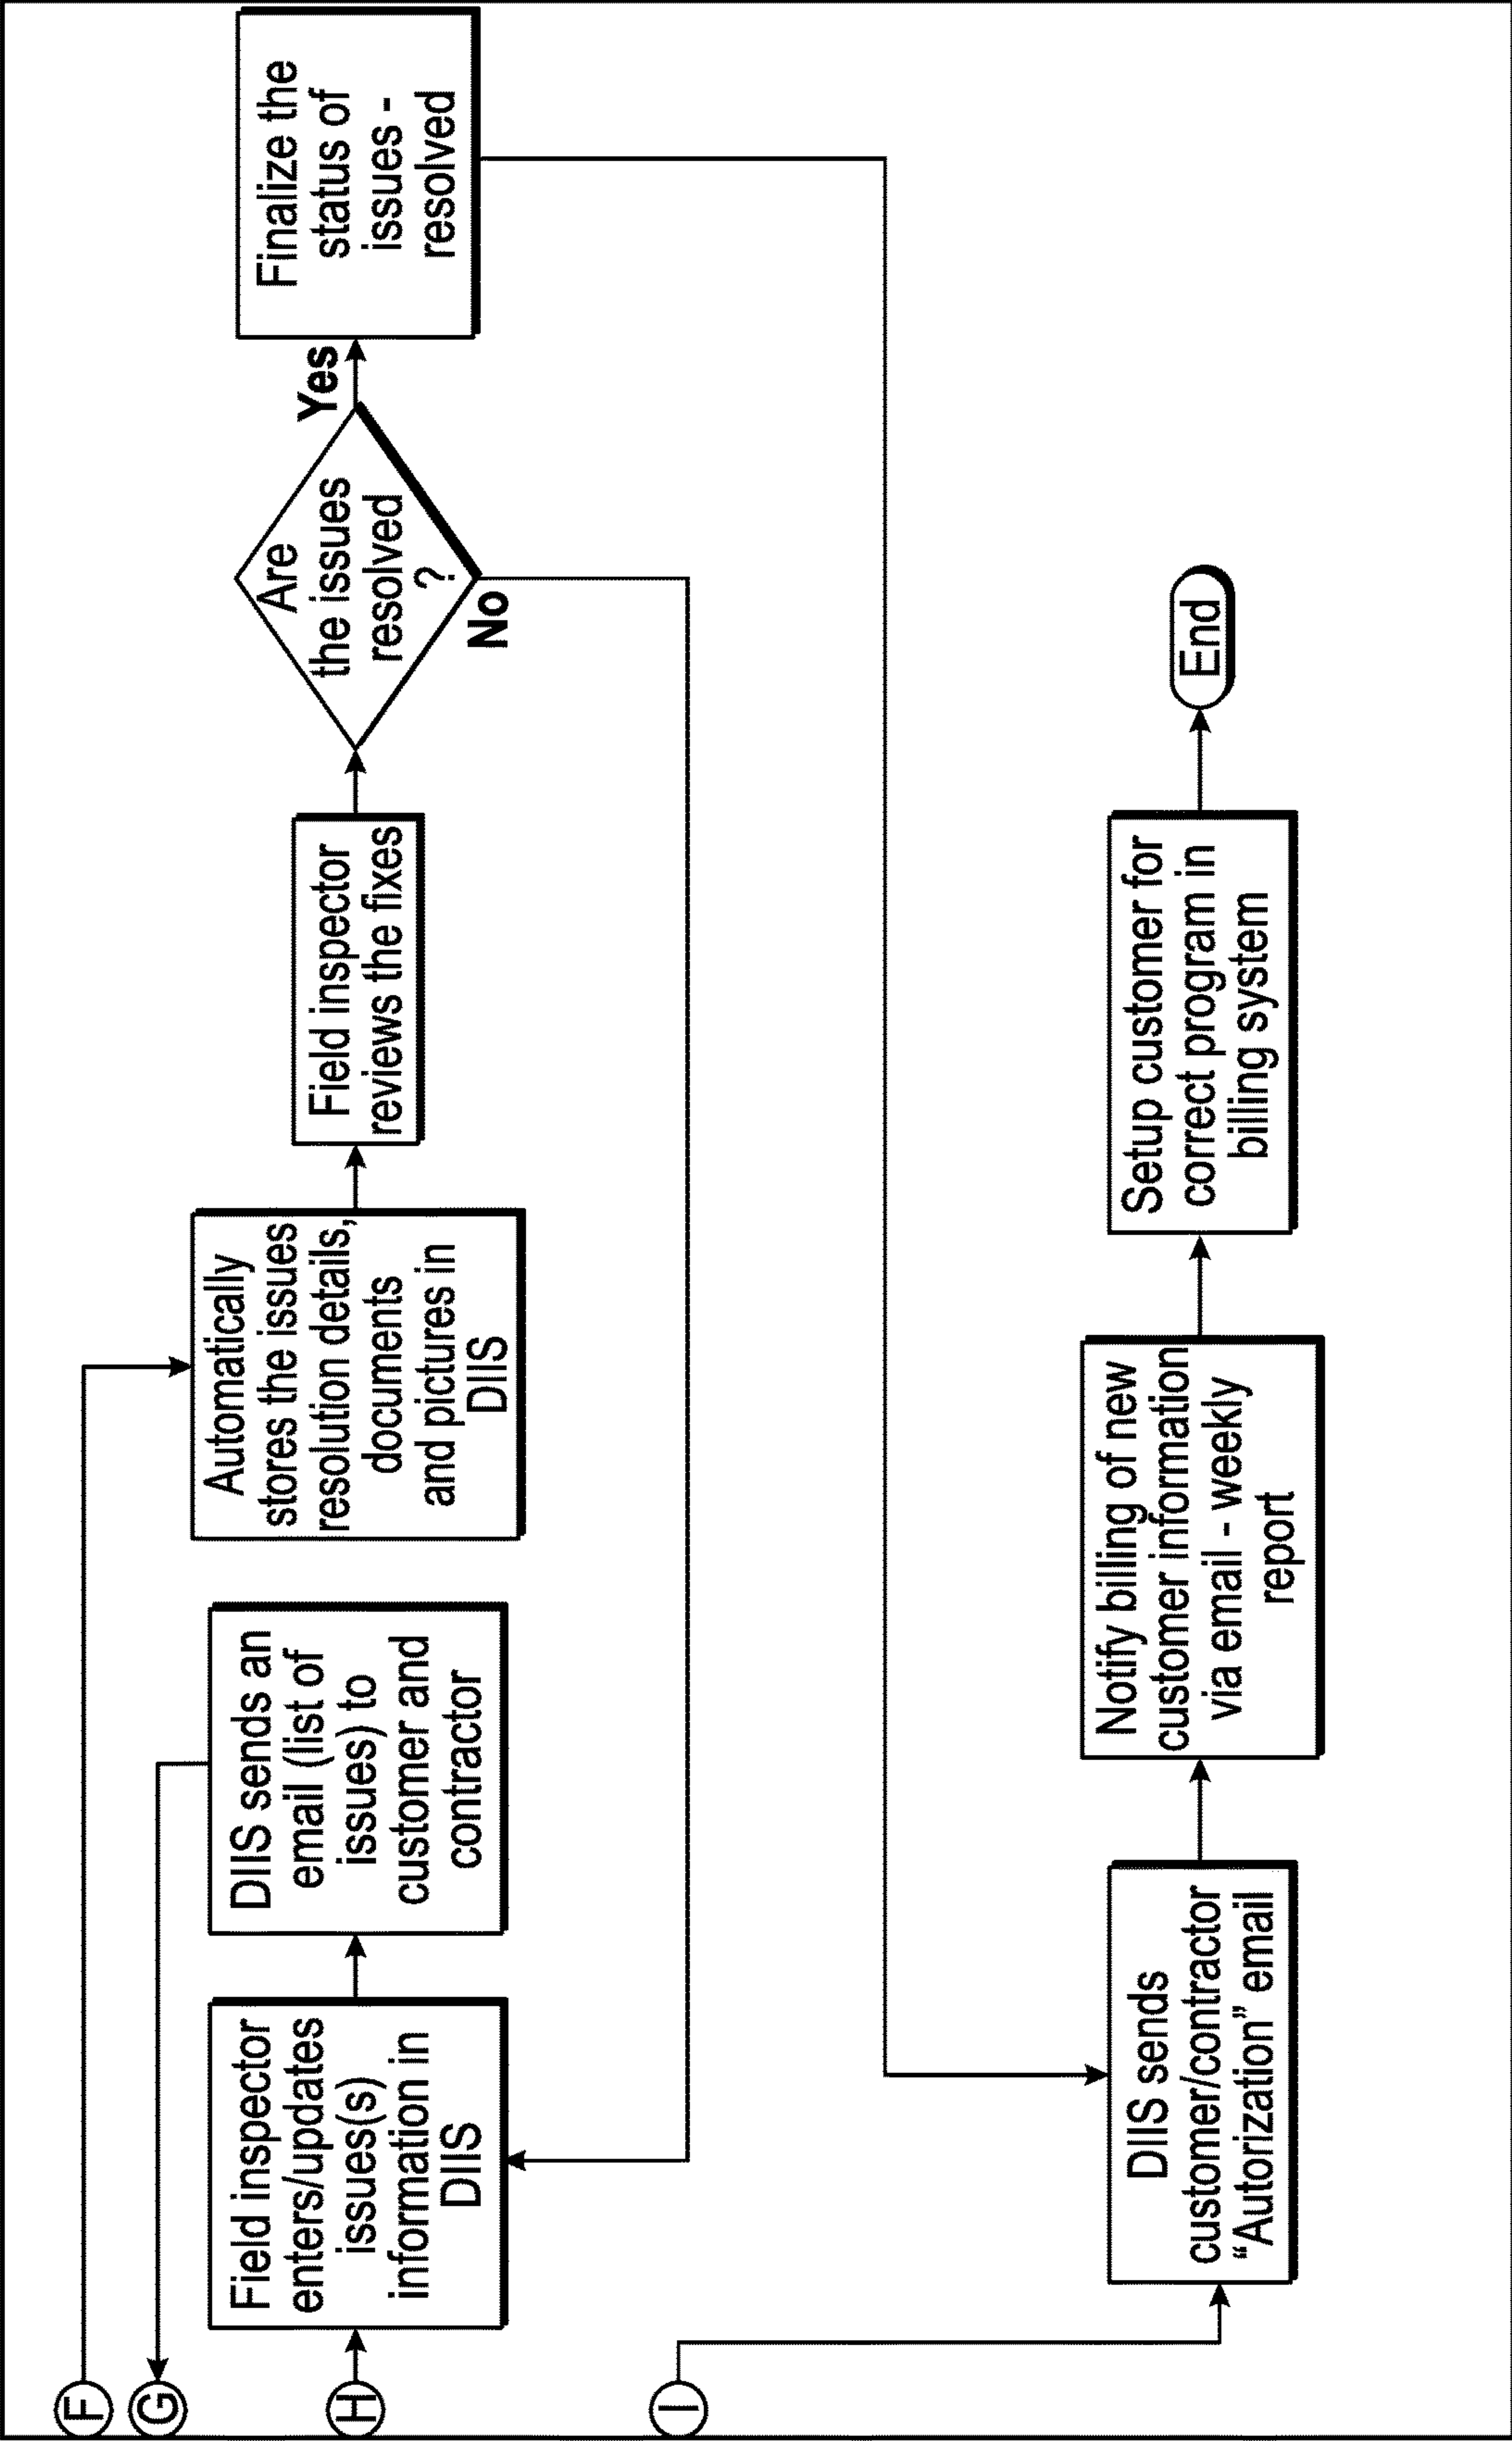 F
G
H
I
Field inspector
enters/updates
issues(s)
information in
DIIS
DIIS sends an
email (list of
issues) to
customer and
contractor
Automatically
stores the issues
resolution details,
documents
and pictures in
DIIS
Field inspector
reviews the fixes
Are
the issues
resolved
?
Yes
No
Finalize the
status of
issues -
resolved
DIIS sends
customer/contractor
“Autorization” email
Notify billing of new
customer information
via email - weekly
report
Setup customer for
correct program in
billing system
End